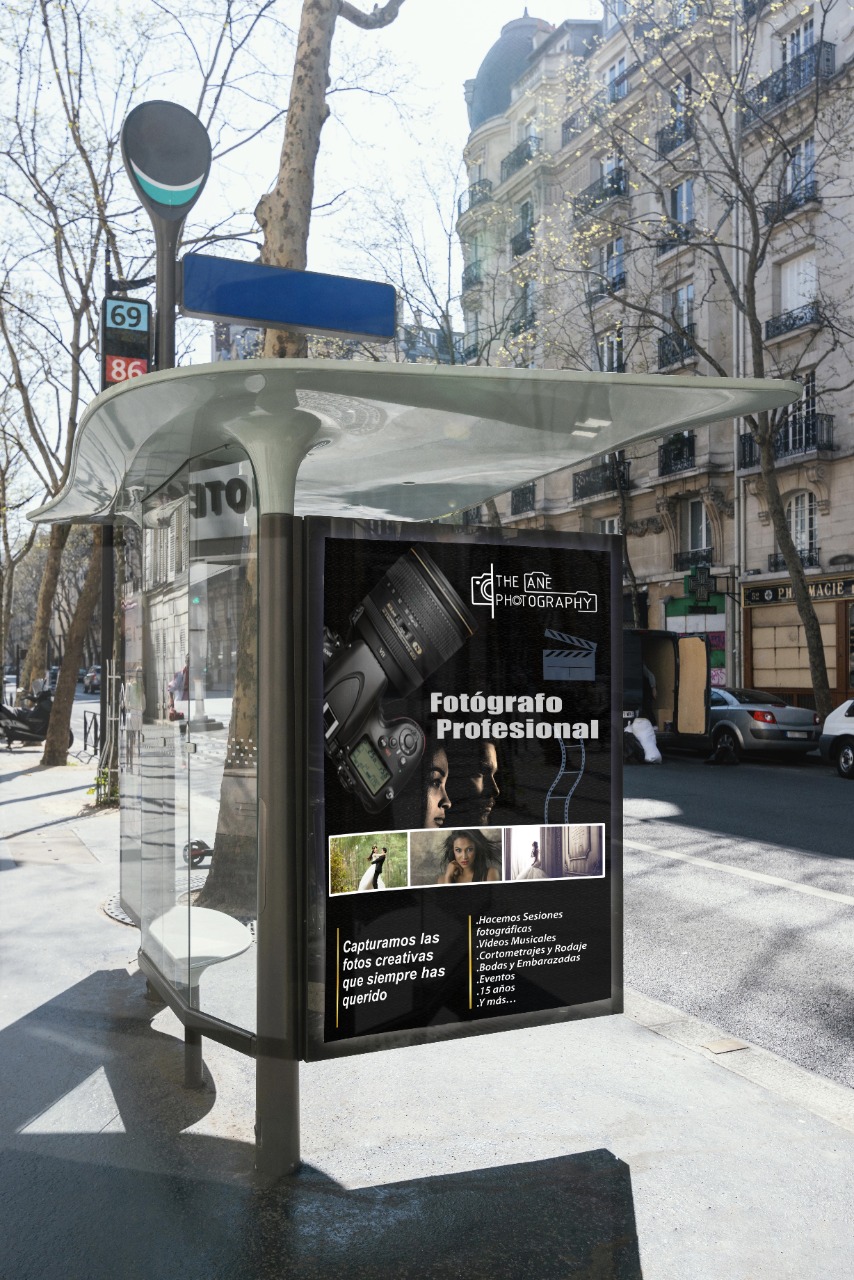 69
86
HOTEL
THE ANE
PHOTOGRAPHY
PHARMACIE
Fotógrafo
Profesional
Capturamos las
fotos creativas
que siempre has
querido
.Hacemos Sesiones
fotográficas
.Videos Musicales
.Cortometrajes y Rodaje
.Bodas y Embarazadas
.Eventos
.15 años
.Y más...